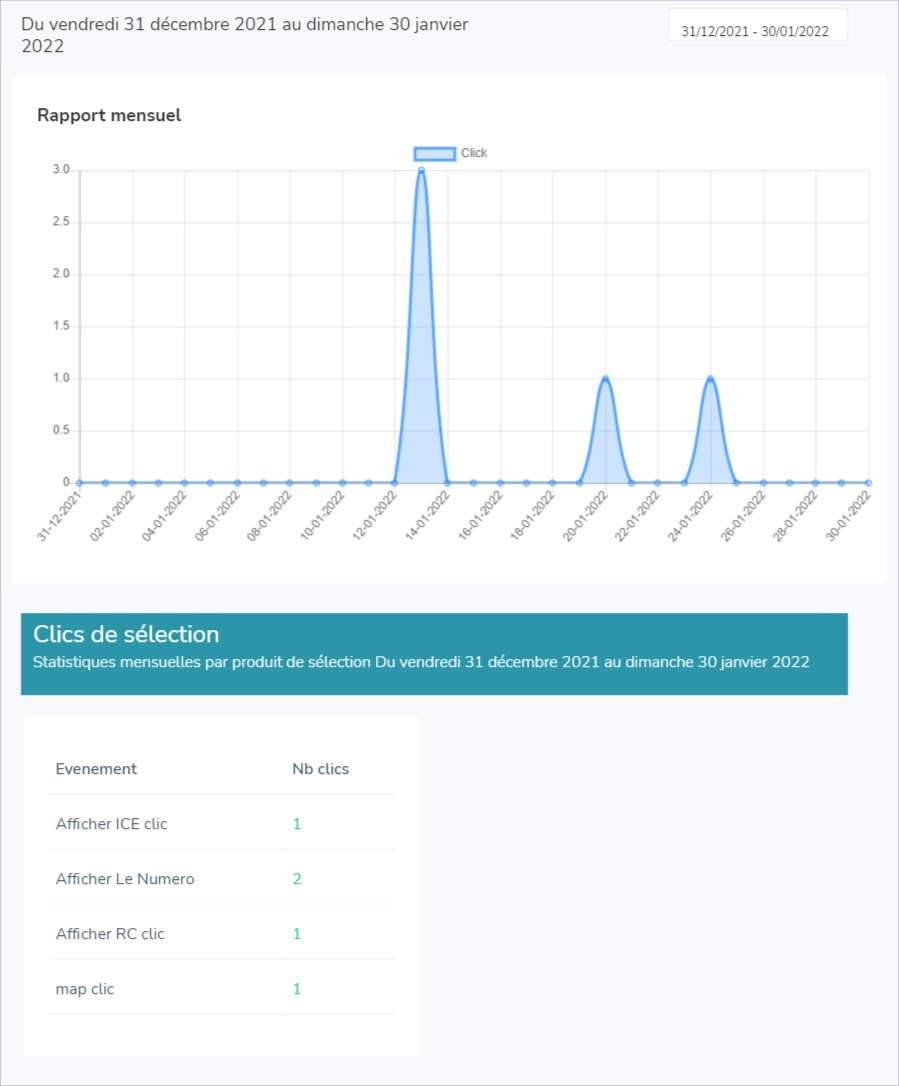 Du vendredi 31 décembre 2021 au dimanche 30 janvier
2022
31/12/2021 - 30/01/2022
Rapport mensuel
Click
3.0
2.5
2.0
1.5
1.0
0.5
0
31-12-2021
02-01-2022
04-01-2022
06-01-2022
08-01-2022
10-01-2022
12-01-2022
14-01-2022
16-01-2022
18-01-2022
20-01-2022
22-01-2022
24-01-2022
26-01-2022
28-01-2022
30-01-2022
Clics de sélection
Statistiques mensuelles par produit de sélection Du vendredi 31 décembre 2021 au dimanche 30 janvier 2022
Evenement Nb clics
Afficher ICE clic 1
Afficher Le Numero 2
Afficher RC clic 1
map clic 1